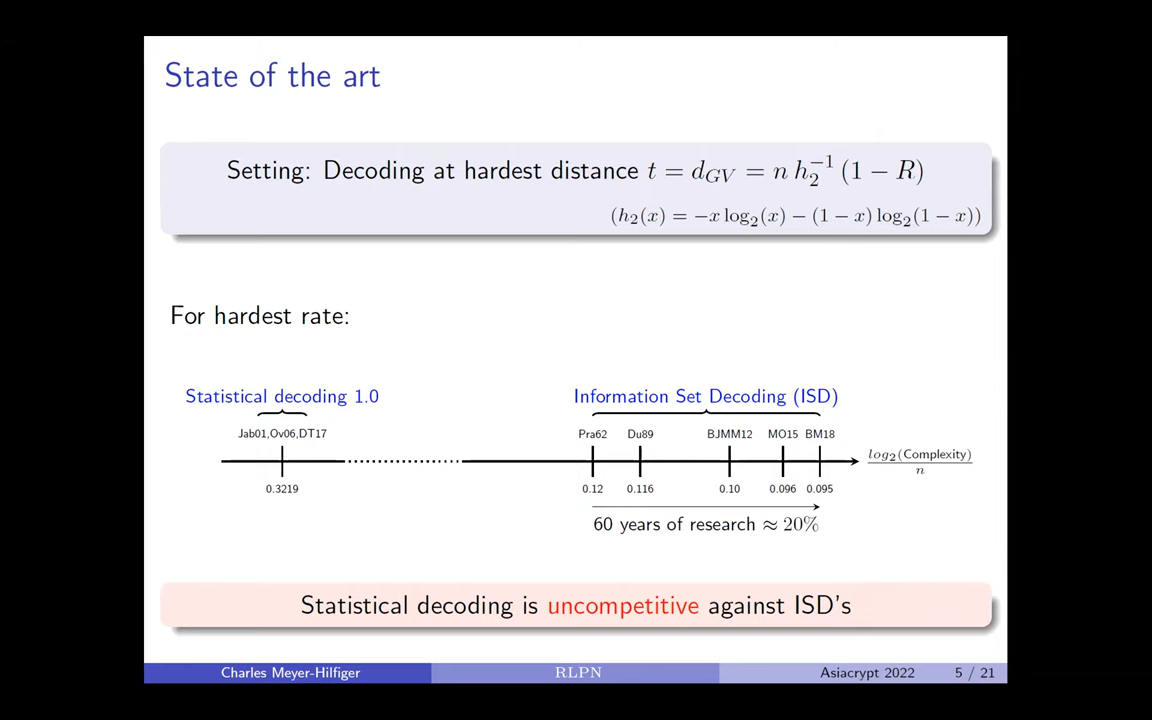 State of the art
Setting: Decoding at hardest distance t = d_{GV} = n h_2^{-1} (1 − R)
(h_2(x) = −x log_2(x) − (1 − x) log_2(1 − x))
For hardest rate:
Statistical decoding 1.0 Information Set Decoding (ISD)
Jab01,Ov06,DT17 Pra62 Du89 BJMM12 MO15 BM18
log_2(Complexity)
n
0.3219 0.12 0.116 0.10 0.096 0.095
60 years of research ≈ 20%
Statistical decoding is uncompetitive against ISD's
Charles Meyer-Hilfiger RLPN Asiacrypt 2022 5 / 21